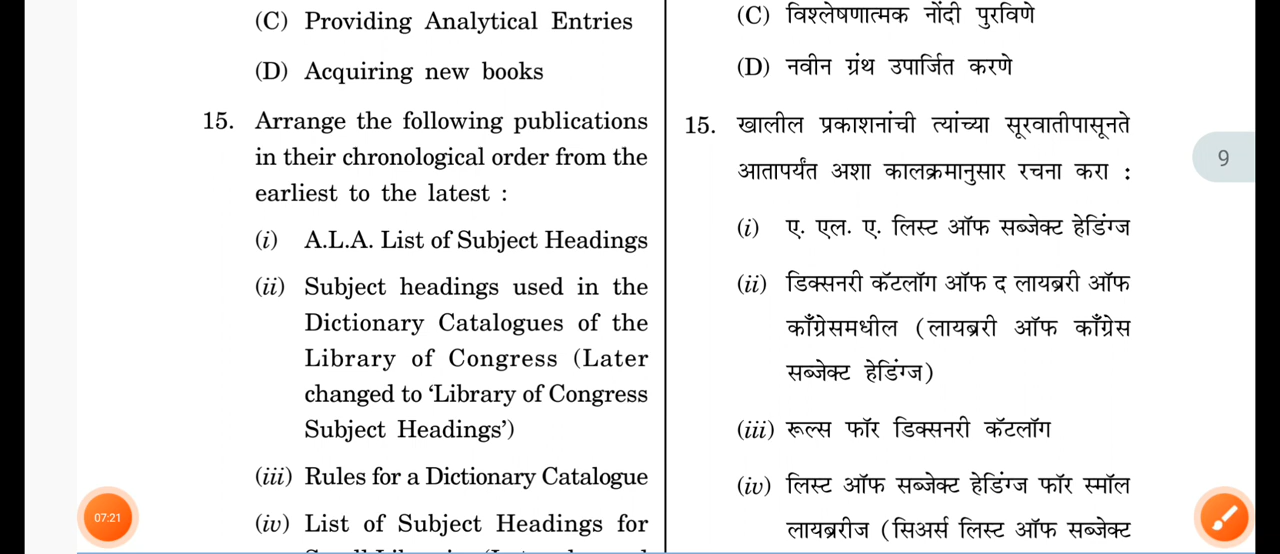 (C) Providing Analytical Entries
(D) Acquiring new books
15. Arrange the following publications
in their chronological order from the
earliest to the latest :
(i) A.L.A. List of Subject Headings
(ii) Subject headings used in the
Dictionary Catalogues of the
Library of Congress (Later
changed to ‘Library of Congress
Subject Headings’)
(iii) Rules for a Dictionary Catalogue
(iv) List of Subject Headings for
(C) विश्लेषणात्मक नोंदी पुरविणे
(D) नवीन ग्रंथ उपार्जित करणे
15. खालील प्रकाशनांची त्यांच्या सूरवातीपासूनते
आतापर्यंत अशा कालक्रमानुसार रचना करा :
(i) ए. एल. ए. लिस्ट ऑफ सब्जेक्ट हेडिंग्ज
(ii) डिक्सनरी कॅटलॉग ऑफ द लायब्ररी ऑफ
काँग्रेसमधील (लायब्ररी ऑफ काँग्रेस
सब्जेक्ट हेडिंग्ज)
(iii) रूल्स फॉर डिक्सनरी कॅटलॉग
(iv) लिस्ट ऑफ सब्जेक्ट हेडिंग्ज फॉर स्मॉल
लायब्ररीज (सिअर्स लिस्ट ऑफ सब्जेक्ट
9
07:21